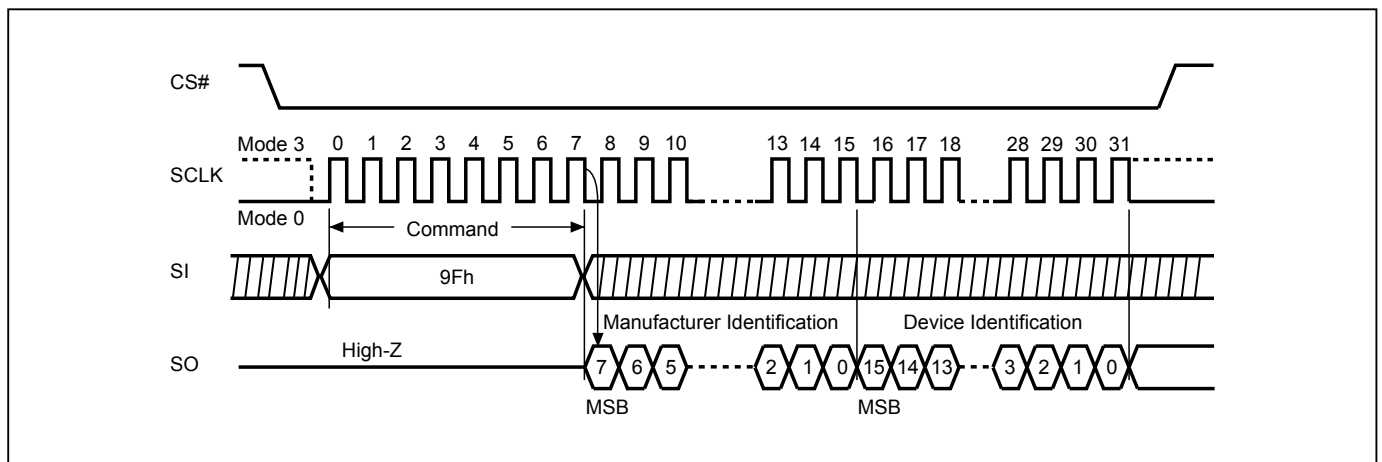 CS#
Mode 3 0 1 2 3 4 5 6 7 8 9 10 13 14 15 16 17 18 28 29 30 31
SCLK
Mode 0
Command
SI 9Fh
Manufacturer Identification Device Identification
High-Z
SO 7 6 5 2 1 0 15 14 13 3 2 1 0
MSB MSB